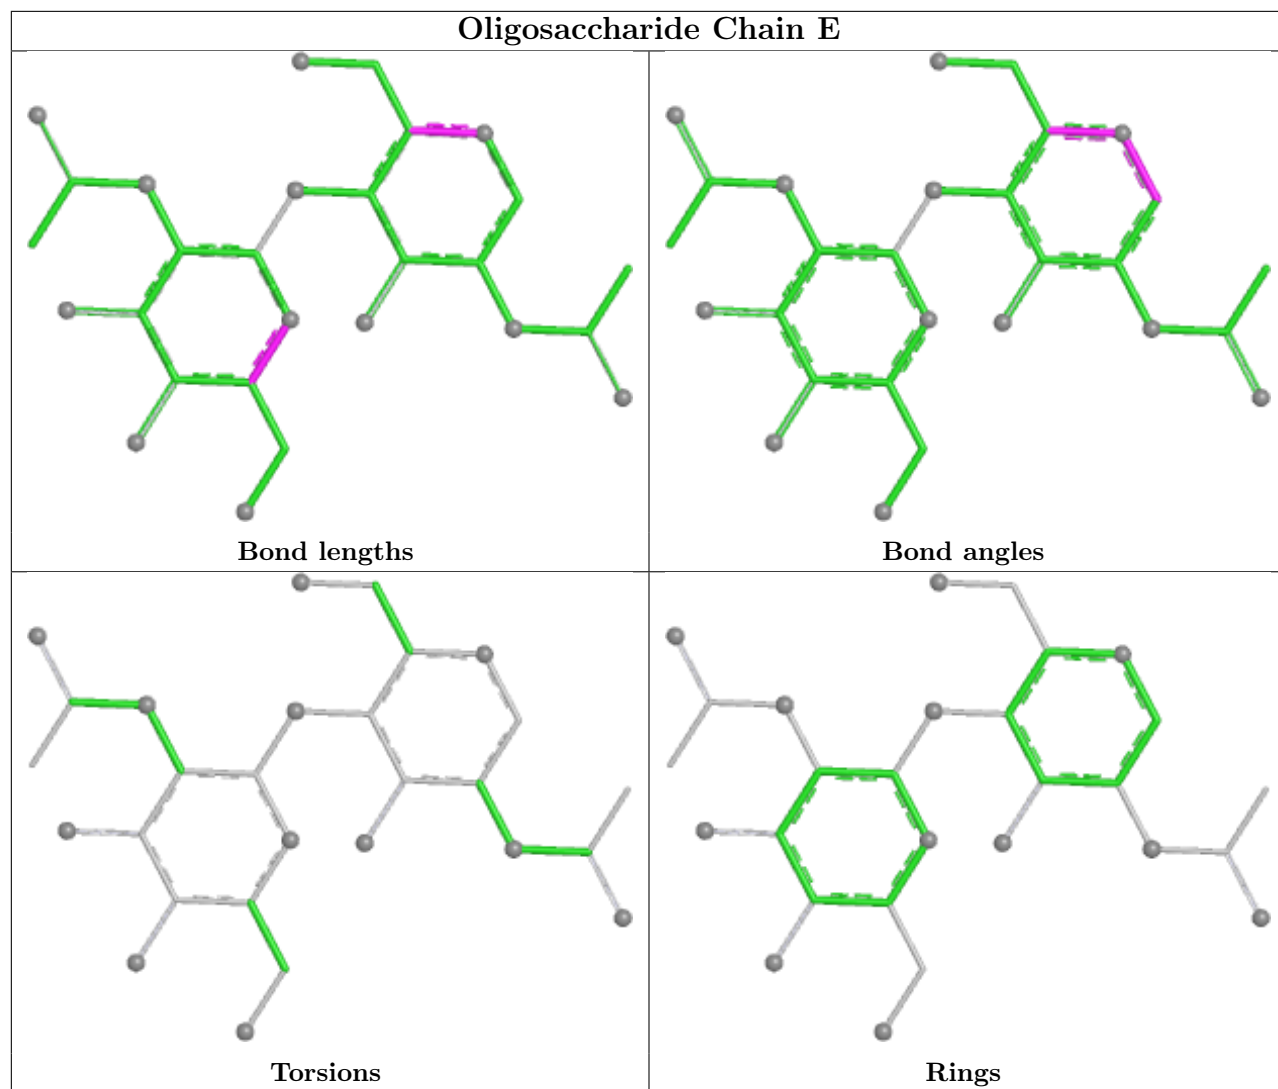 Oligosaccharide Chain E
Bond lengths
Bond angles
Torsions
Rings